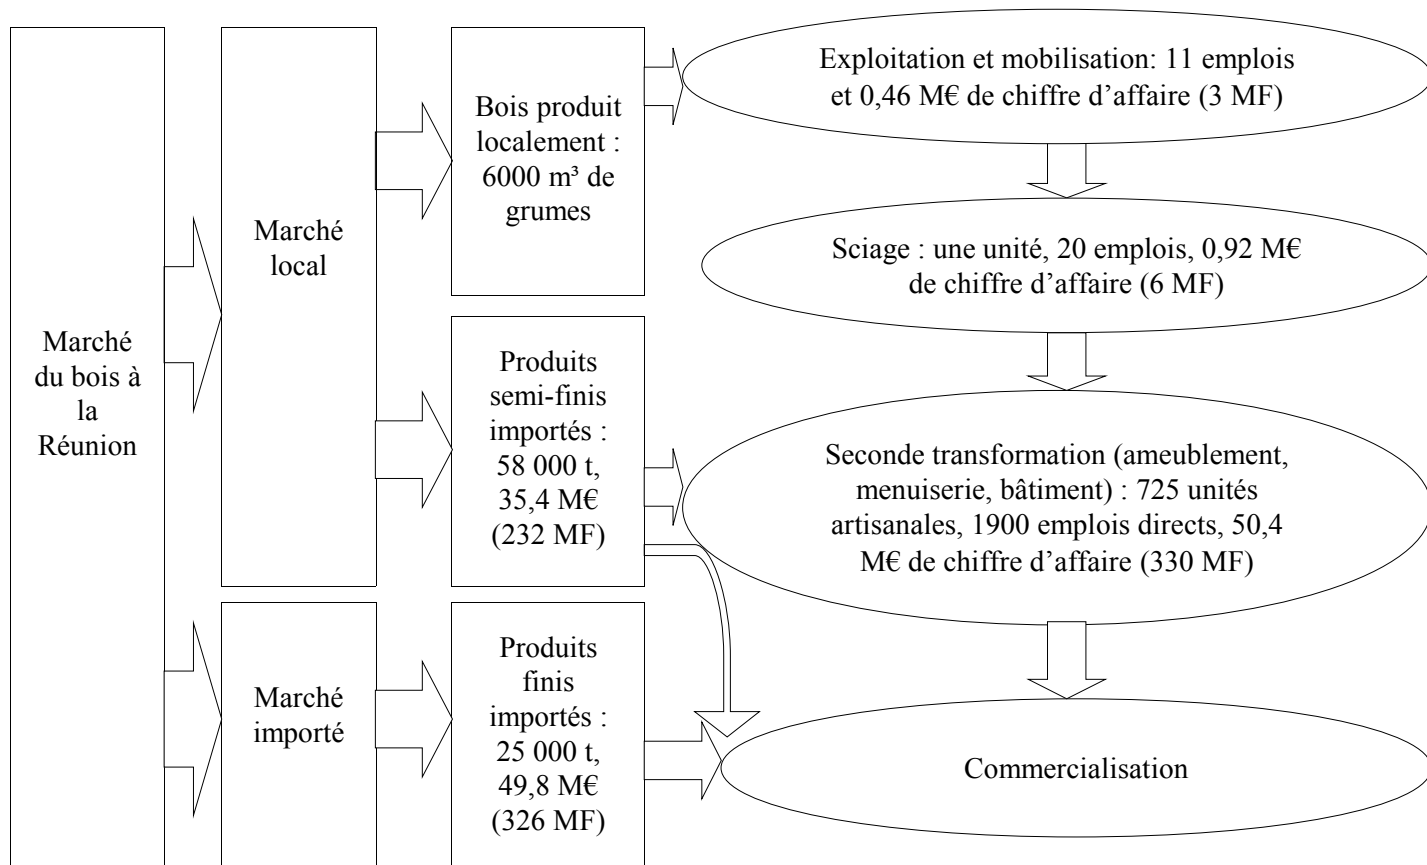 Marché
du bois à
la
Réunion
Marché
local
Bois produit
localement :
6000 m³ de
grumes
Exploitation et mobilisation: 11 emplois
et 0,46 M€ de chiffre d’affaire (3 MF)
Sciage : une unité, 20 emplois, 0,92 M€
de chiffre d’affaire (6 MF)
Produits
semi-finis
importés :
58 000 t,
35,4 M€
(232 MF)
Seconde transformation (ameublement,
menuiserie, bâtiment) : 725 unités
artisanales, 1900 emplois directs, 50,4
M€ de chiffre d’affaire (330 MF)
Marché
importé
Produits
finis
importés :
25 000 t,
49,8 M€
(326 MF)
Commercialisation